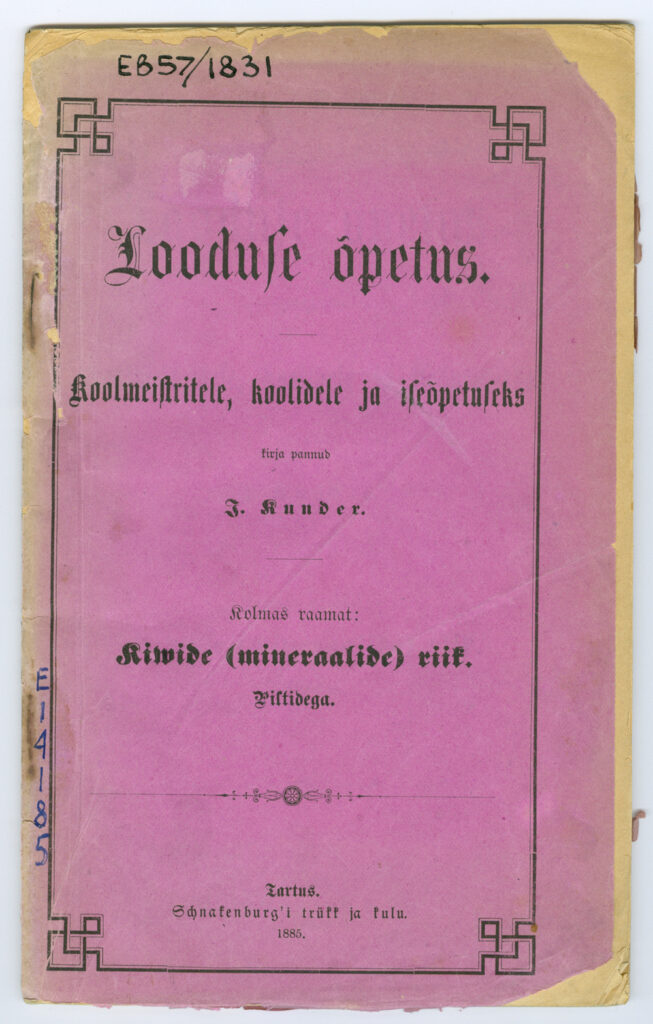 EB57/1831
Looduse õpetus.
Koolmeistritele, koolidele ja iseõpetuseks
kirja pannud
J. Kunder.
Kolmas raamat:
Kiwide (mineraalide) riik.
Piltidega.
E14185
Tartus.
Schnakenburg'i trükk ja kulu.
1885.